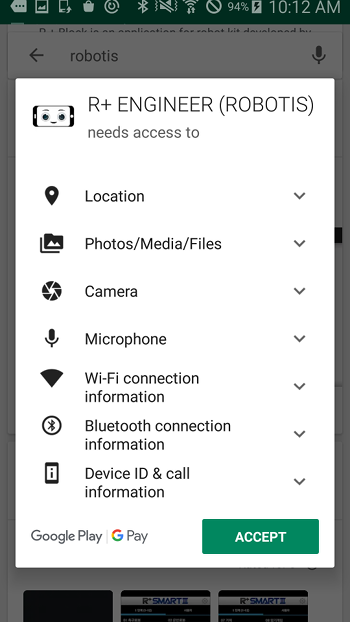 94% 10:12 AM
R+ Block is an application for robot kit developed by
robotis
R+ ENGINEER (ROBOTIS)
needs access to
Location
Photos/Media/Files
Camera
Microphone
Wi-Fi connection
information
Bluetooth connection
information
Device ID & call
information
Google Play | G Pay
ACCEPT
R+SMART II
R+SMART II